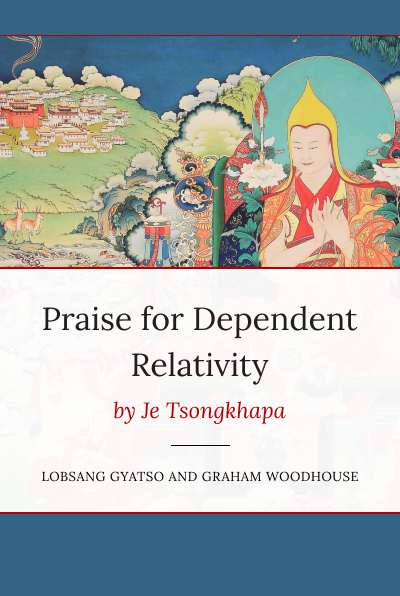 Praise for Dependent
Relativity
by Je Tsongkhapa
LOBSANG GYATSO AND GRAHAM WOODHOUSE